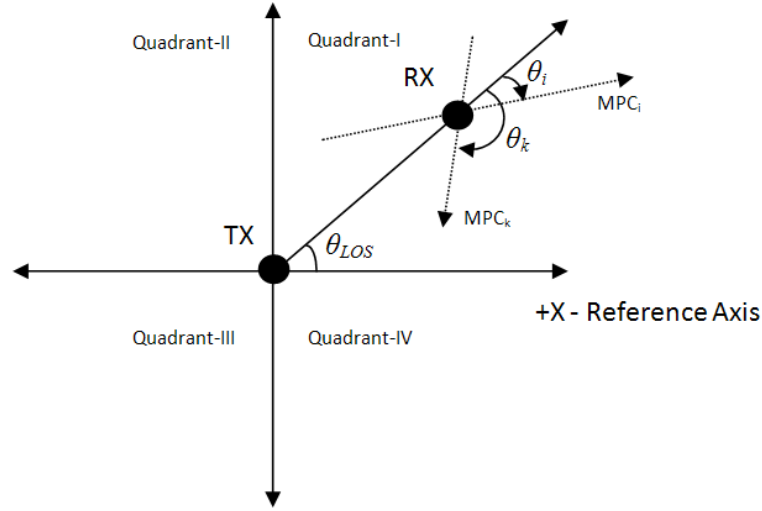 Quadrant-II
Quadrant-I
RX
θi
MPCi
θk
MPCk
TX
θLOS
+X - Reference Axis
Quadrant-III
Quadrant-IV